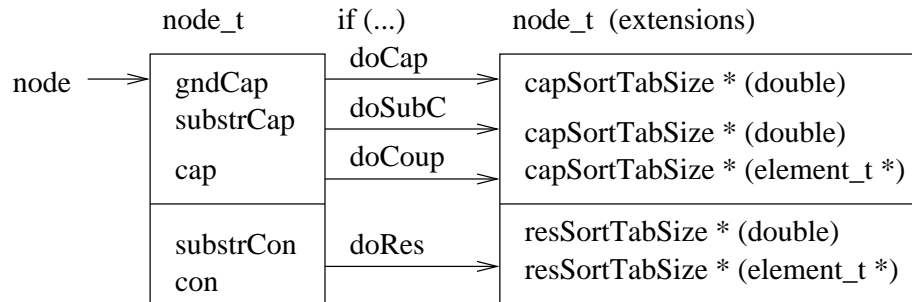 node_t if (...) node_t (extensions)
node gndCap doCap capSortTabSize * (double)
substrCap doSubC capSortTabSize * (double)
cap doCoup capSortTabSize * (element_t *)
substrCon doRes resSortTabSize * (double)
con resSortTabSize * (element_t *)